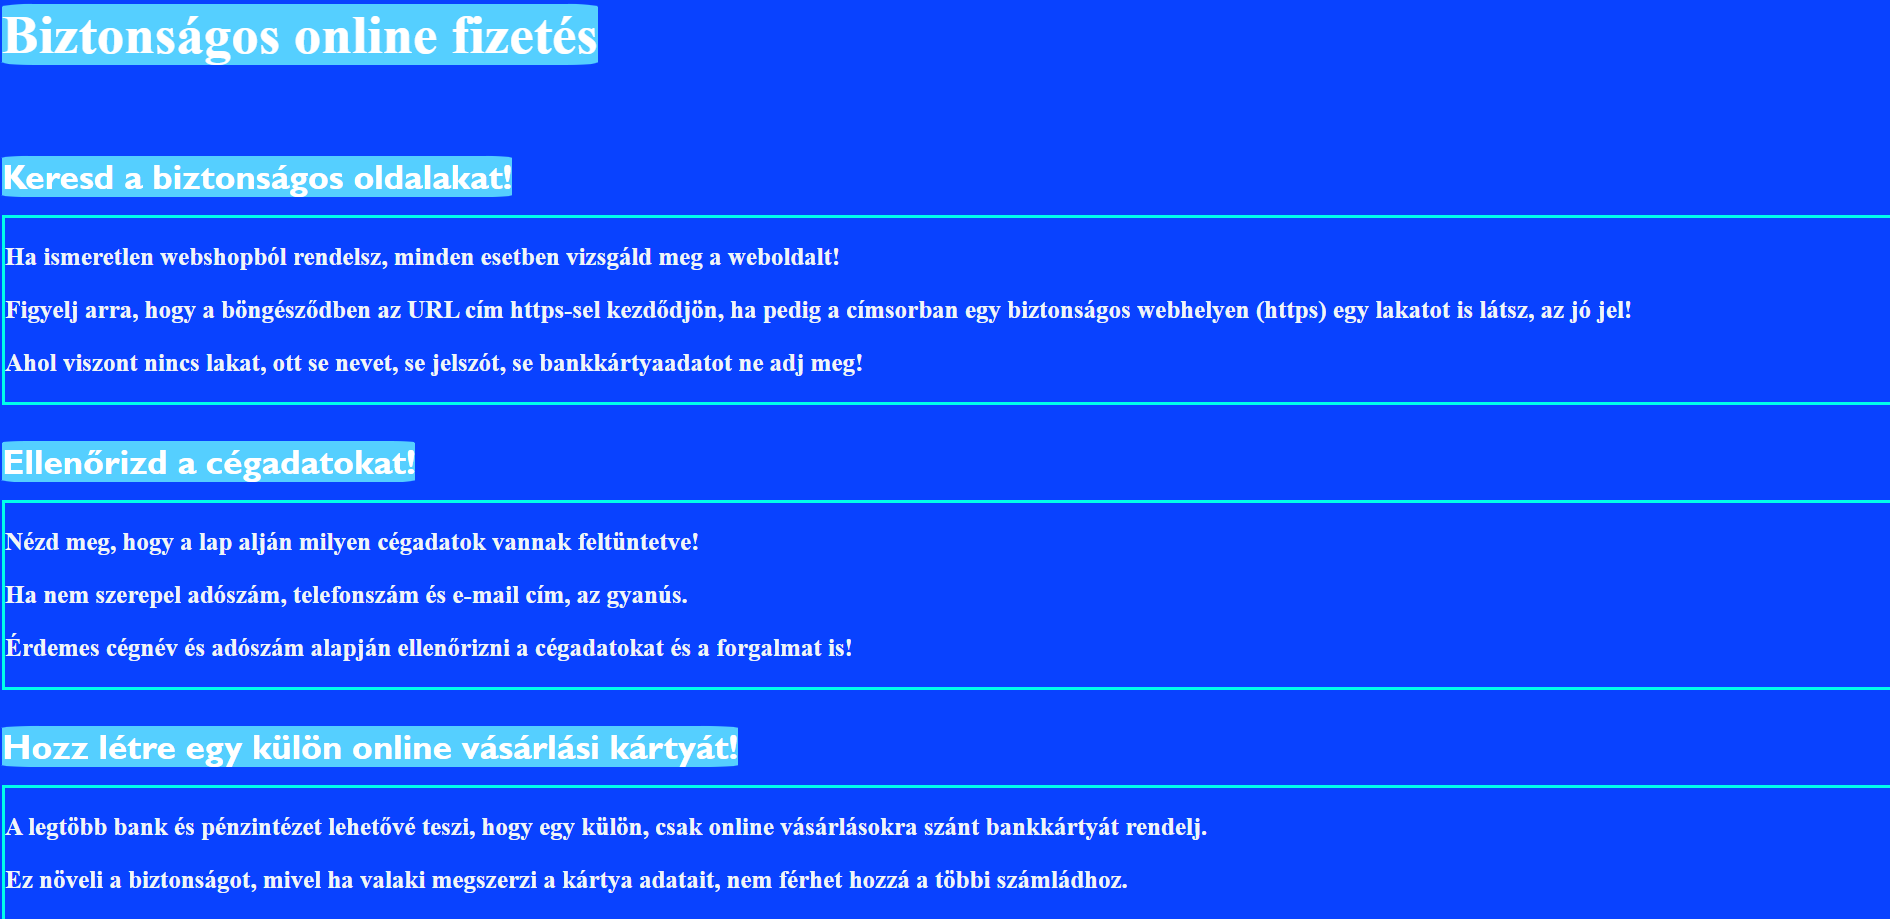 Biztonságos online fizetés
Keresd a biztonságos oldalakat!
Ha ismeretlen webshopból rendelsz, minden esetben vizsgáld meg a weboldalt!
Figyelj arra, hogy a böngésződben az URL cím https-sel kezdődjön, ha pedig a címsorban egy biztonságos webhelyen (https) egy lakatot is látsz, az jó jel!
Ahol viszont nincs lakat, ott se nevet, se jelszót, se bankkártyaadatot ne adj meg!
Ellenőrizd a cégadatokat!
Nézd meg, hogy a lap alján milyen cégadatok vannak feltüntetve!
Ha nem szerepel adószám, telefonszám és e-mail cím, az gyanús.
Érdemes cégnév és adószám alapján ellenőrizni a cégadatokat és a forgalmat is!
Hozz létre egy külön online vásárlási kártyát!
A legtöbb bank és pénzintézet lehetővé teszi, hogy egy külön, csak online vásárlásokra szánt bankkártyát rendelj.
Ez növeli a biztonságot, mivel ha valaki megszerzi a kártya adatait, nem férhet hozzá a többi számládhoz.